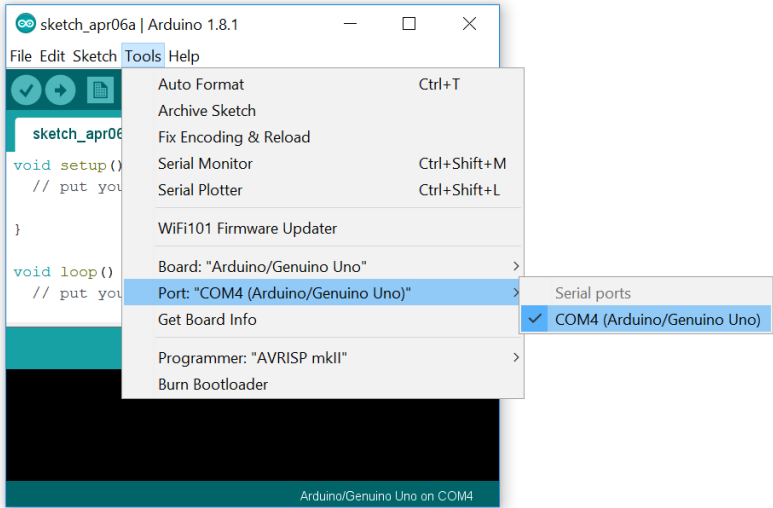 sketch_apr06a | Arduino 1.8.1
File Edit Sketch Tools Help
Auto Format Ctrl+T
Archive Sketch
Fix Encoding & Reload
Serial Monitor Ctrl+Shift+M
Serial Plotter Ctrl+Shift+L
WiFi101 Firmware Updater
Board: "Arduino/Genuino Uno"
Port: "COM4 (Arduino/Genuino Uno)"
Get Board Info
Programmer: "AVRISP mkII"
Burn Bootloader
Serial ports
COM4 (Arduino/Genuino Uno)
sketch_apr06
void setup()
// put you
}
void loop()
// put you
Arduino/Genuino Uno on COM4